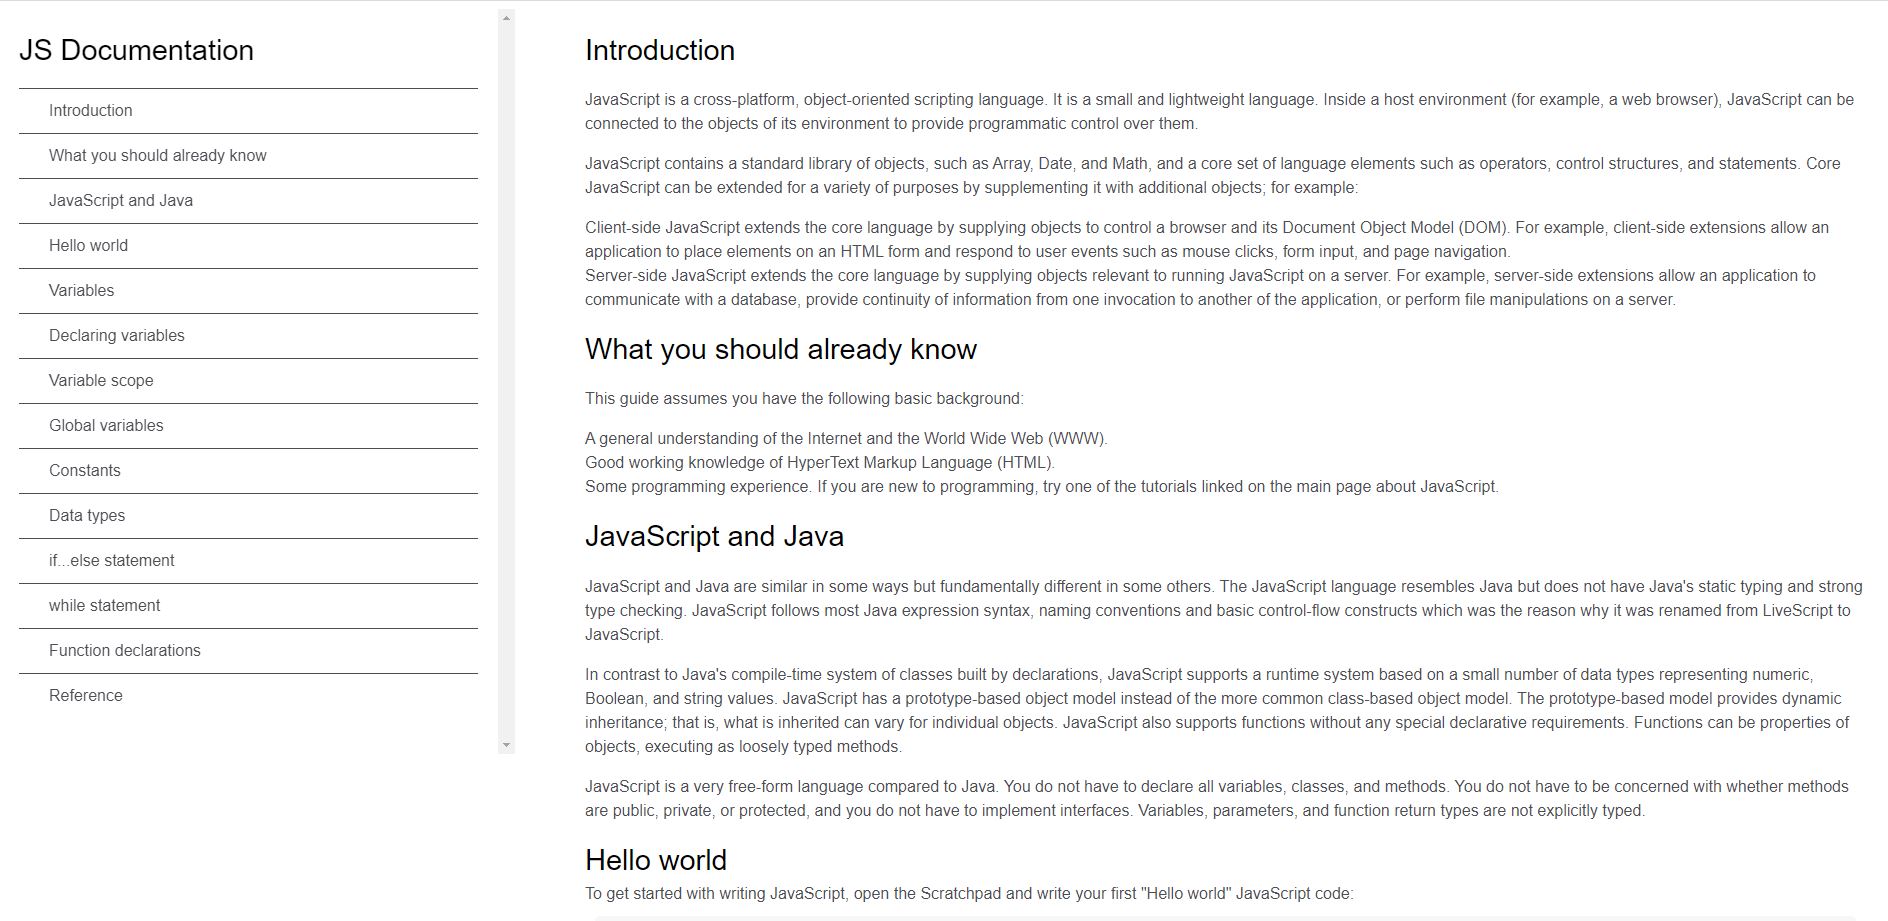 JS Documentation
Introduction
What you should already know
JavaScript and Java
Hello world
Variables
Declaring variables
Variable scope
Global variables
Constants
Data types
if...else statement
while statement
Function declarations
Reference
Introduction
JavaScript is a cross-platform, object-oriented scripting language. It is a small and lightweight language. Inside a host environment (for example, a web browser), JavaScript can be
connected to the objects of its environment to provide programmatic control over them.
JavaScript contains a standard library of objects, such as Array, Date, and Math, and a core set of language elements such as operators, control structures, and statements. Core
JavaScript can be extended for a variety of purposes by supplementing it with additional objects; for example:
Client-side JavaScript extends the core language by supplying objects to control a browser and its Document Object Model (DOM). For example, client-side extensions allow an
application to place elements on an HTML form and respond to user events such as mouse clicks, form input, and page navigation.
Server-side JavaScript extends the core language by supplying objects relevant to running JavaScript on a server. For example, server-side extensions allow an application to
communicate with a database, provide continuity of information from one invocation to another of the application, or perform file manipulations on a server.
What you should already know
This guide assumes you have the following basic background:
A general understanding of the Internet and the World Wide Web (WWW).
Good working knowledge of HyperText Markup Language (HTML).
Some programming experience. If you are new to programming, try one of the tutorials linked on the main page about JavaScript.
JavaScript and Java
JavaScript and Java are similar in some ways but fundamentally different in some others. The JavaScript language resembles Java but does not have Java's static typing and strong
type checking. JavaScript follows most Java expression syntax, naming conventions and basic control-flow constructs which was the reason why it was renamed from LiveScript to
JavaScript.
In contrast to Java's compile-time system of classes built by declarations, JavaScript supports a runtime system based on a small number of data types representing numeric,
Boolean, and string values. JavaScript has a prototype-based object model instead of the more common class-based object model. The prototype-based model provides dynamic
inheritance; that is, what is inherited can vary for individual objects. JavaScript also supports functions without any special declarative requirements. Functions can be properties of
objects, executing as loosely typed methods.
JavaScript is a very free-form language compared to Java. You do not have to declare all variables, classes, and methods. You do not have to be concerned with whether methods
are public, private, or protected, and you do not have to implement interfaces. Variables, parameters, and function return types are not explicitly typed.
Hello world
To get started with writing JavaScript, open the Scratchpad and write your first "Hello world" JavaScript code: